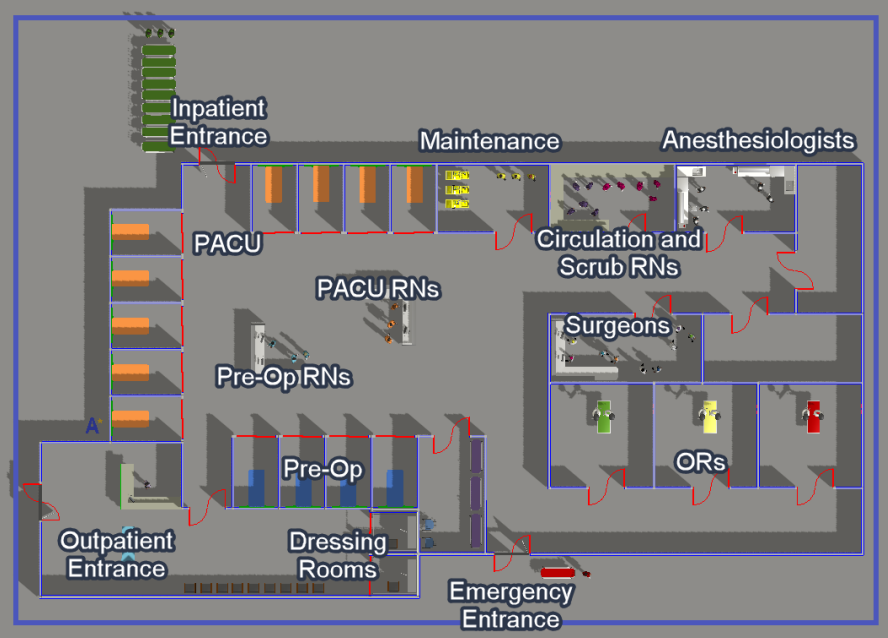 Inpatient
Entrance
Maintenance
Anesthesiologists
PACU
Circulation and
Scrub RNs
PACU RNs
Surgeons
Pre-Op RNs
A
Pre-Op
ORs
Outpatient
Entrance
Dressing
Rooms
Emergency
Entrance